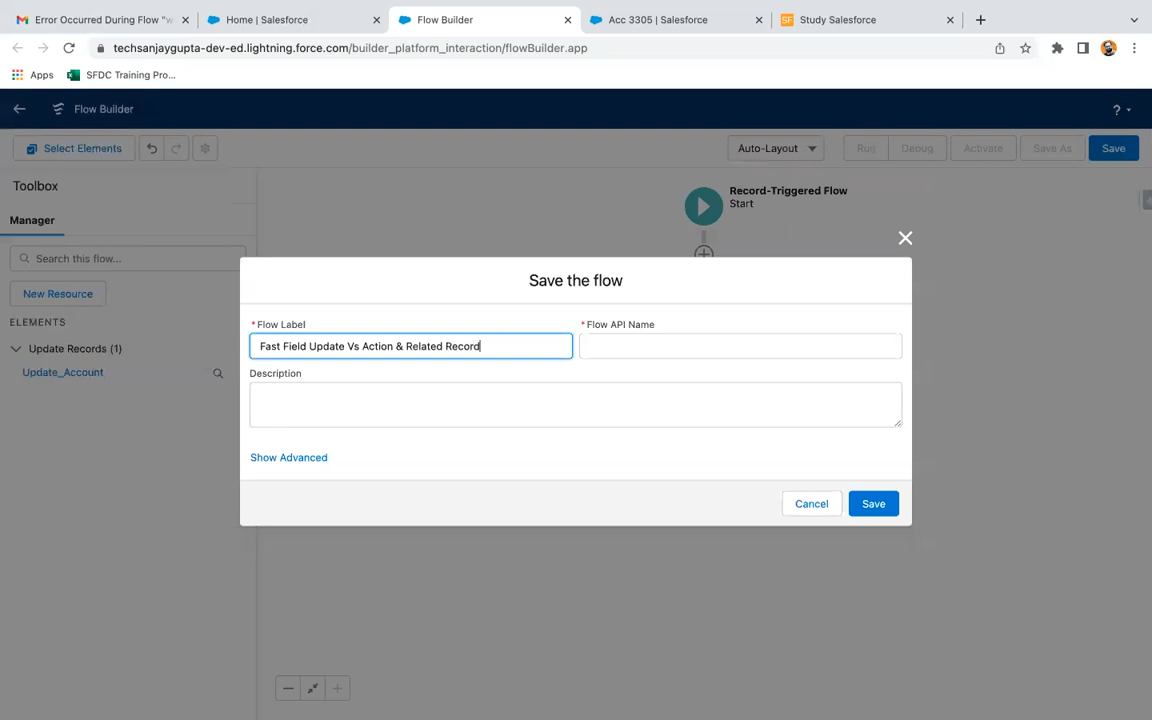 Error Occurred During Flow "w
Home | Salesforce
Flow Builder
Acc 3305 | Salesforce
SF
Study Salesforce
techsanjaygupta-dev-ed.lightning.force.com/builder_platform_interaction/flowBuilder.app
Apps
SFDC Training Pro...
Flow Builder
?
Select Elements
Auto-Layout
Run
Debug
Activate
Save As
Save
Toolbox
Manager
Search this flow...
New Resource
ELEMENTS
Update Records (1)
Update_Account
Record-Triggered Flow
Start
Save the flow
* Flow Label
* Flow API Name
Fast Field Update Vs Action & Related Record
Description
Show Advanced
Cancel
Save